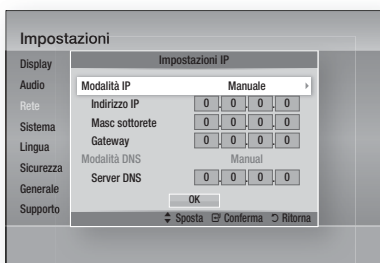 Impostazioni
Display
Audio
Rete
Sistema
Lingua
Sicurezza
Generale
Supporto
Impostazioni IP
Modalità IP Manuale
Indirizzo IP 0 . 0 . 0 . 0
Masc sottorete 0 . 0 . 0 . 0
Gateway 0 . 0 . 0 . 0
Modalità DNS Manual
Server DNS 0 . 0 . 0 . 0
OK
Sposta Conferma Ritorna